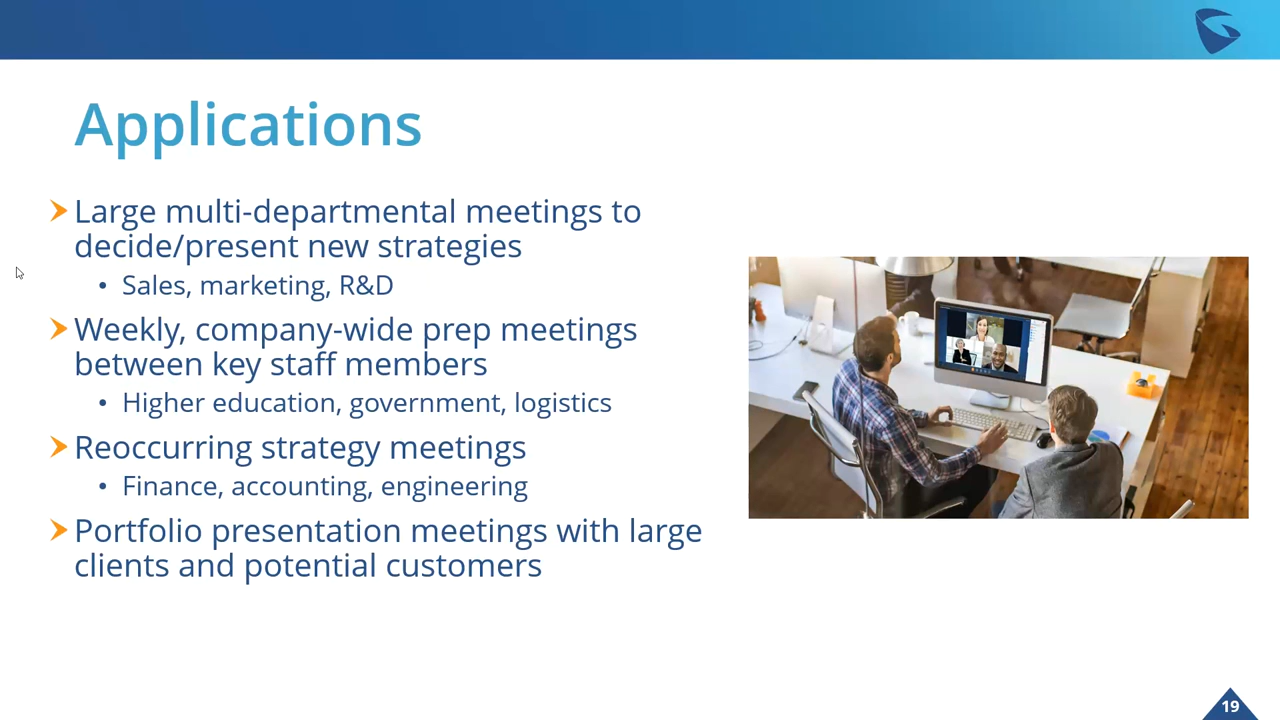 Applications
Large multi-departmental meetings to
decide/present new strategies
• Sales, marketing, R&D
Weekly, company-wide prep meetings
between key staff members
• Higher education, government, logistics
Reoccurring strategy meetings
• Finance, accounting, engineering
Portfolio presentation meetings with large
clients and potential customers
19